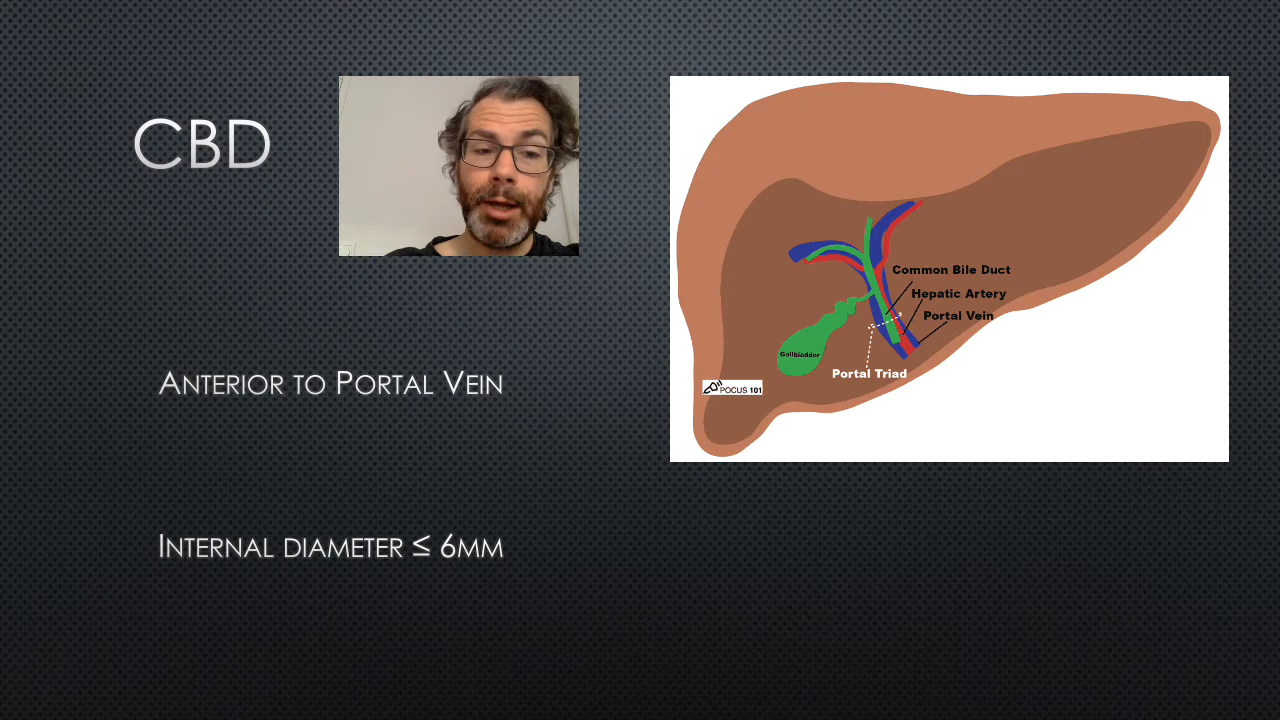 CBD
ANTERIOR TO PORTAL VEIN
INTERNAL DIAMETER ≤ 6MM
Common Bile Duct
Hepatic Artery
Portal Vein
Gallbladder
Portal Triad
POCUS 101